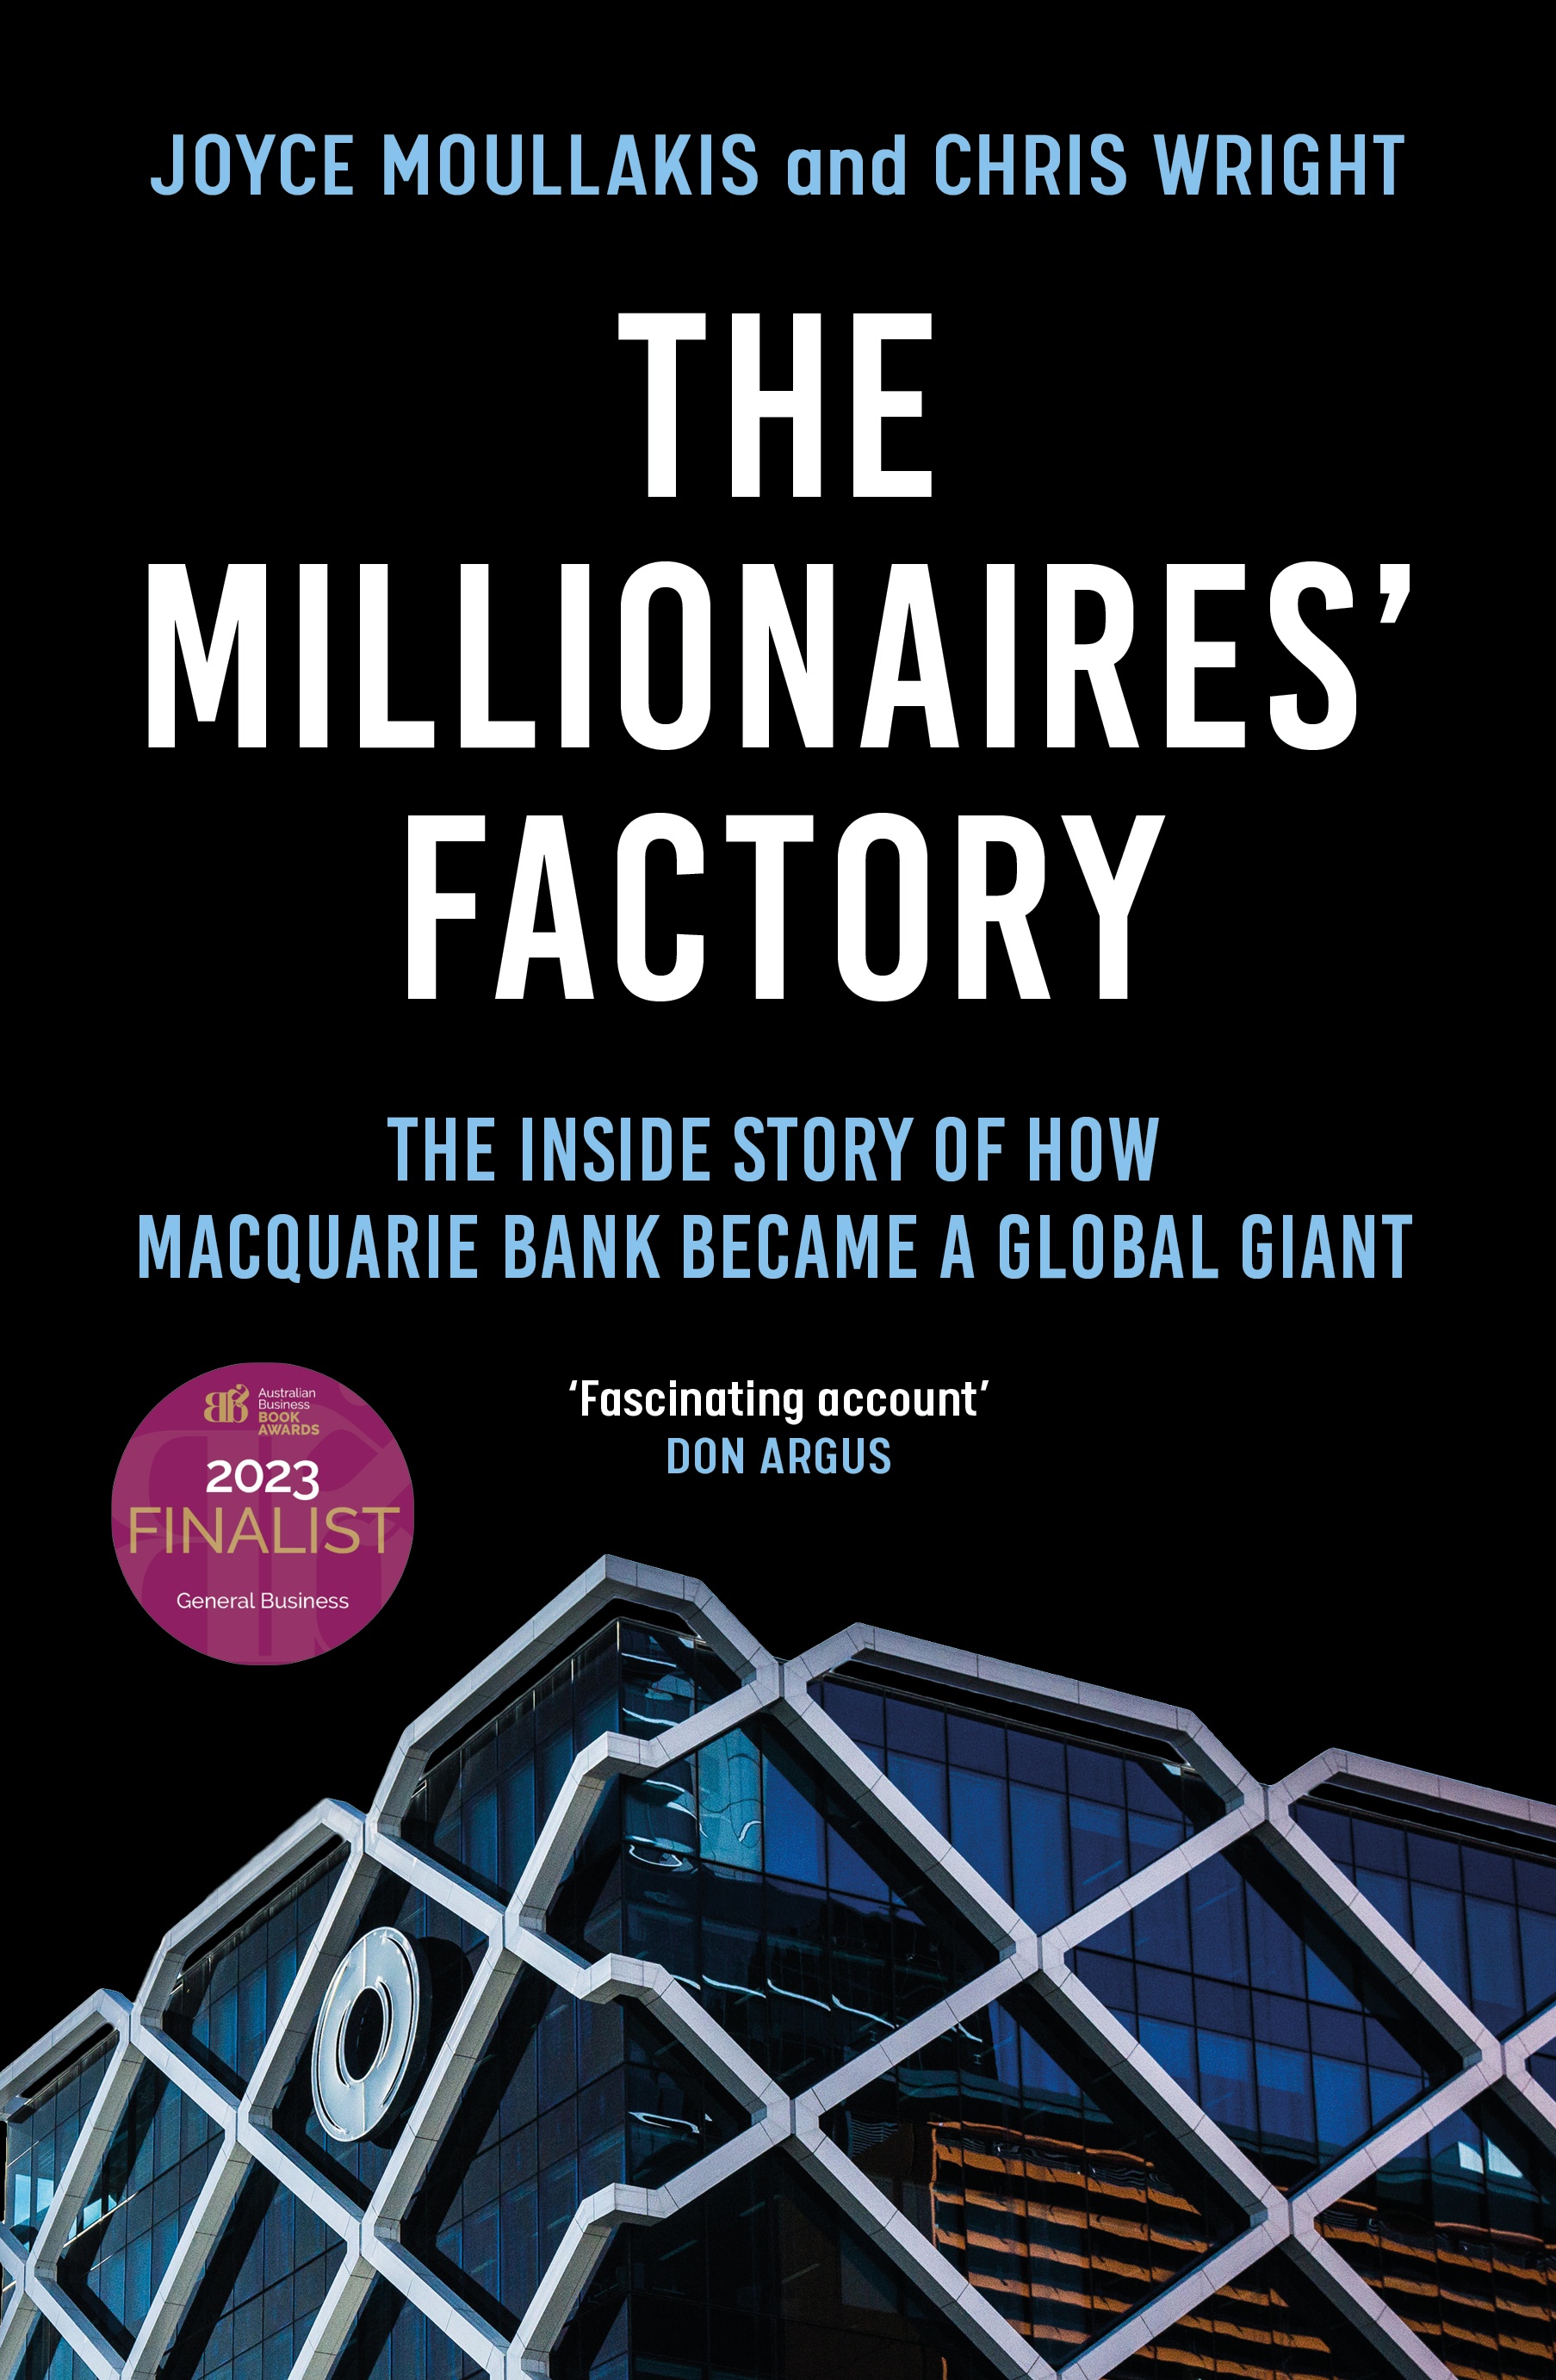 JOYCE MOULLAKIS and CHRIS WRIGHT
THE
MILLIONAIRES’
FACTORY
THE INSIDE STORY OF HOW
MACQUARIE BANK BECAME A GLOBAL GIANT
‘Fascinating account’
DON ARGUS
Australian
Business
BOOK
AWARDS
2023
FINALIST
General Business